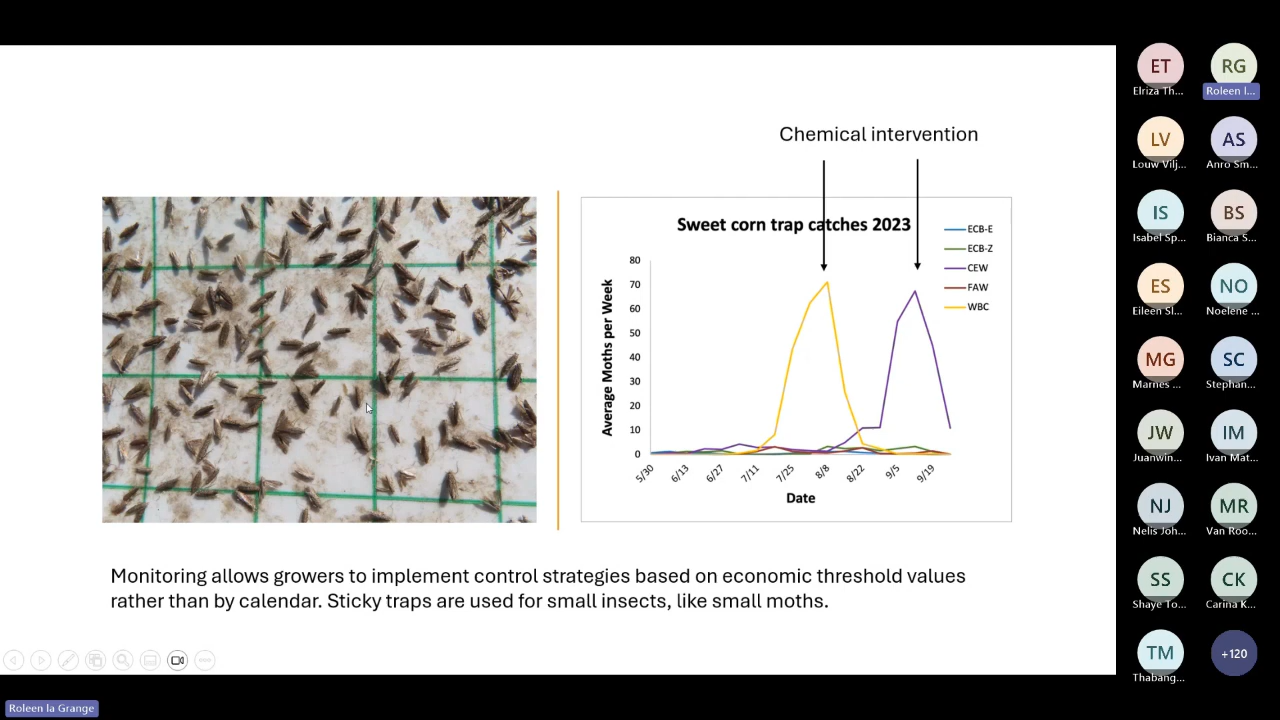 Chemical intervention
Sweet corn trap catches 2023
ECB-E
ECB-Z
CEW
FAW
WBC
Average Moths per Week
80
70
60
50
40
30
20
10
0
5/30
6/13
6/27
7/11
7/25
8/8
8/22
9/5
9/19
Date
Monitoring allows growers to implement control strategies based on economic threshold values
rather than by calendar. Sticky traps are used for small insects, like small moths.
ET
Elriza Th...
RG
Roleen l...
LV
Louw Vilj...
AS
Anro Sm...
IS
Isabel Sp...
BS
Bianca S...
ES
Eileen Sl...
NO
Noelene ...
MG
Marnes ...
SC
Stephan...
JW
Juanwin...
IM
Ivan Mat...
NJ
Nelis Joh...
MR
Van Roo...
SS
Shaye To...
CK
Carina K...
TM
Thabang...
+120
Roleen la Grange